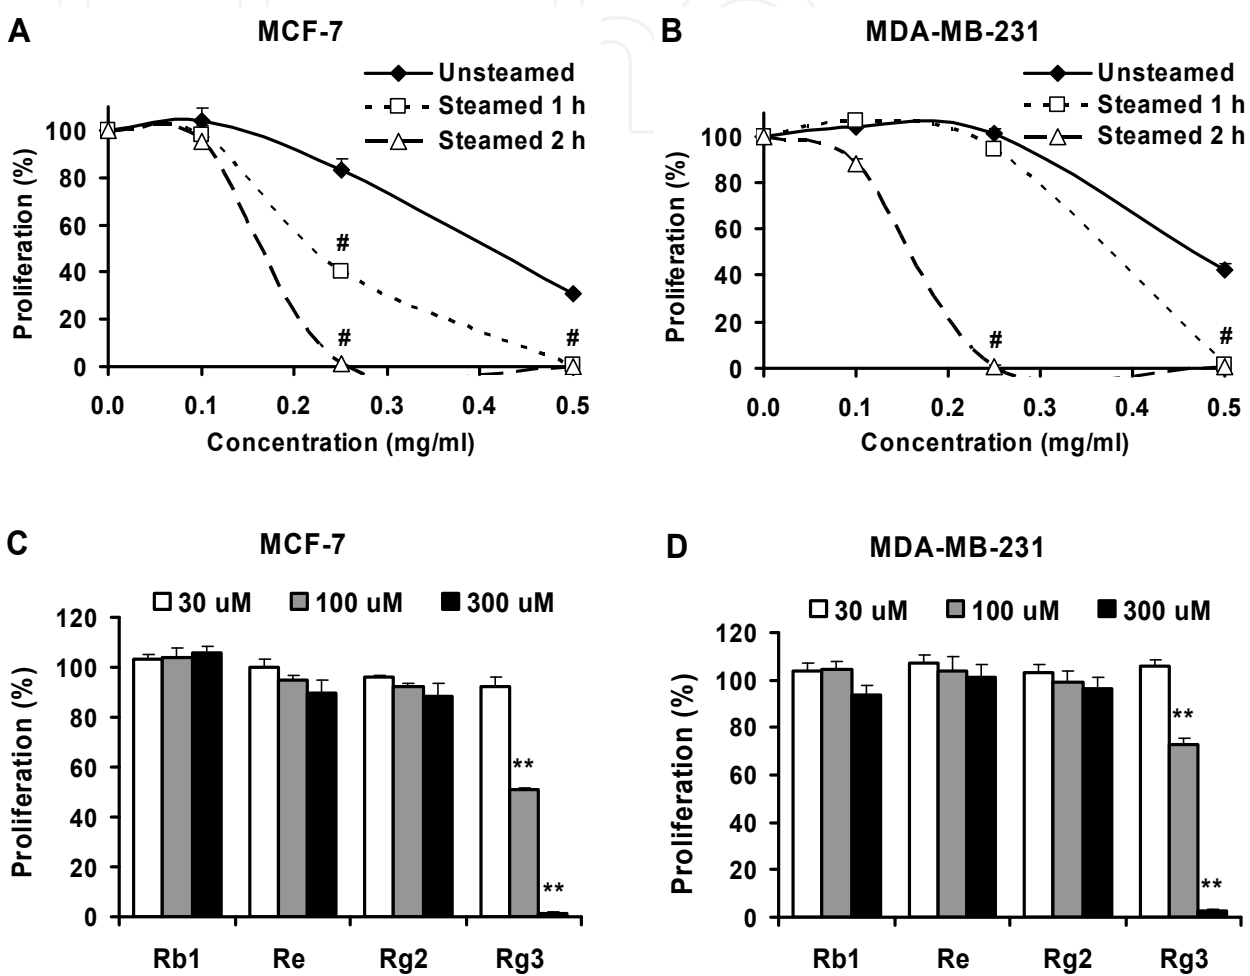 A
MCF-7
Unsteamed
Steamed 1 h
Steamed 2 h
Proliferation (%)
100
80
60
40
20
0
#
#
#
0.0 0.1 0.2 0.3 0.4 0.5
Concentration (mg/ml)
B
MDA-MB-231
Unsteamed
Steamed 1 h
Steamed 2 h
Proliferation (%)
100
80
60
40
20
0
#
#
0.0 0.1 0.2 0.3 0.4 0.5
Concentration (mg/ml)
C
MCF-7
30 uM 100 uM 300 uM
Proliferation (%)
120
100
80
60
40
20
0
**
**
Rb1 Re Rg2 Rg3
D
MDA-MB-231
30 uM 100 uM 300 uM
Proliferation (%)
120
100
80
60
40
20
0
**
**
Rb1 Re Rg2 Rg3